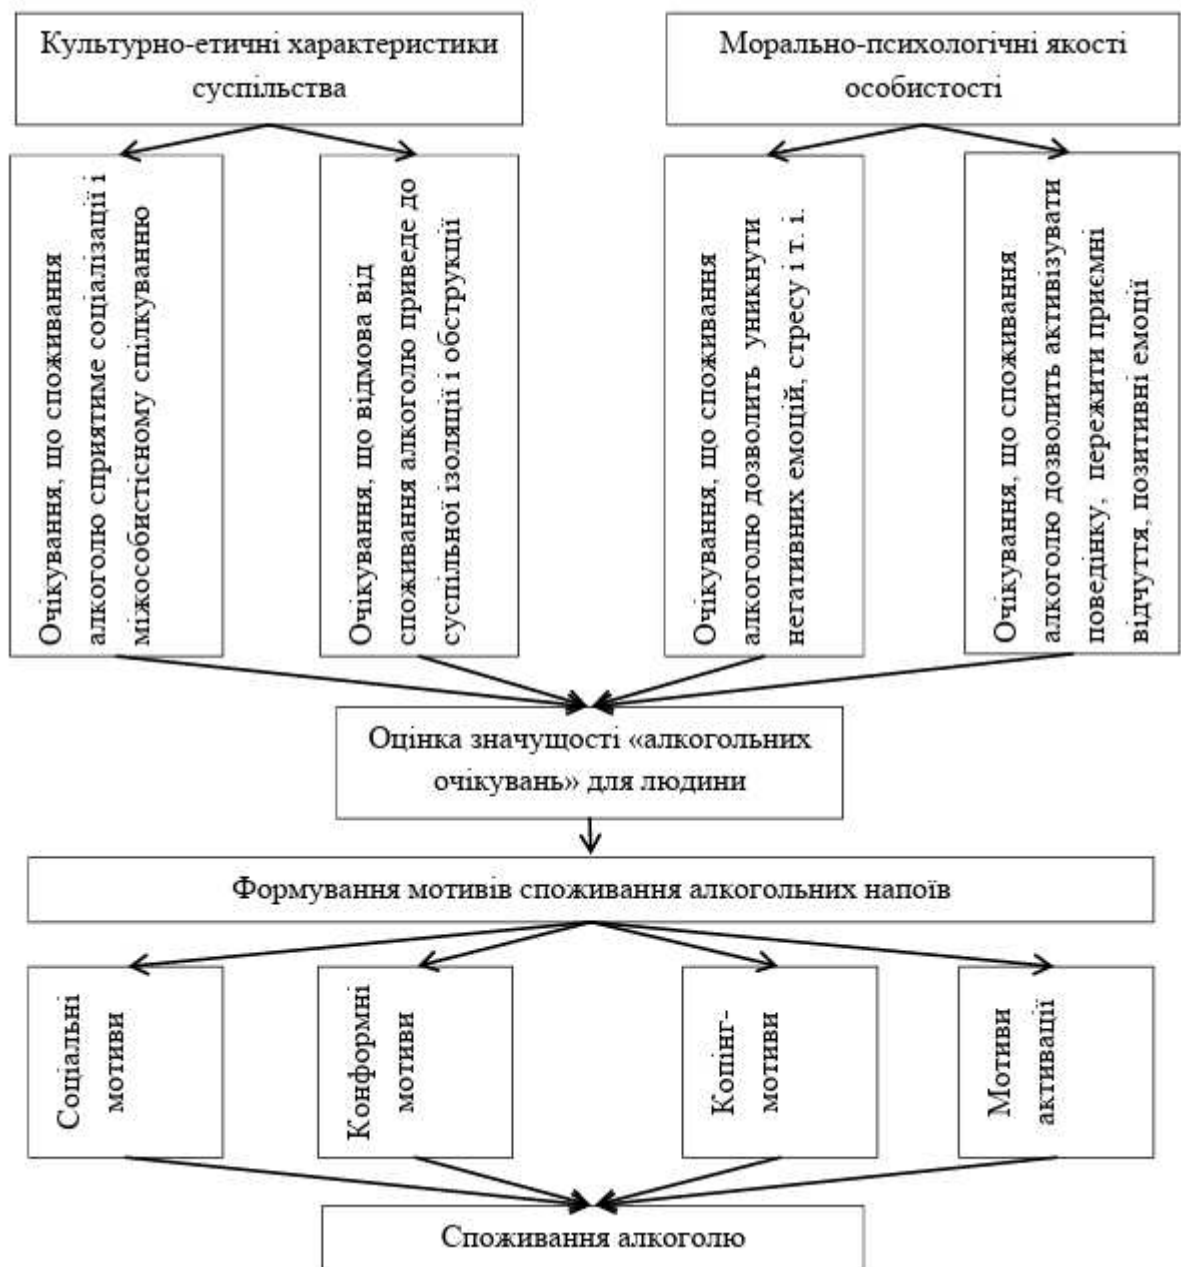 Культурно-етичні характеристики
суспільства
Морально-психологічні якості
особистості
Очікування, що споживання
алкоголю сприятиме соціалізації і
міжособистісному спілкуванню
Очікування, що відмова від
споживання алкоголю приведе до
суспільної ізоляції і обструкції
Очікування, що споживання
алкоголю дозволить уникнути
негативних емоцій, стресу і т. і.
Очікування, що споживання
алкоголю дозволить активізувати
поведінку, пережити приємні
відчуття, позитивні емоції
Оцінка значущості «алкогольних
очікувань» для людини
Формування мотивів споживання алкогольних напоїв
Соціальні
мотиви
Конформні
мотиви
Копінг-
мотиви
Мотиви
активації
Споживання алкоголю